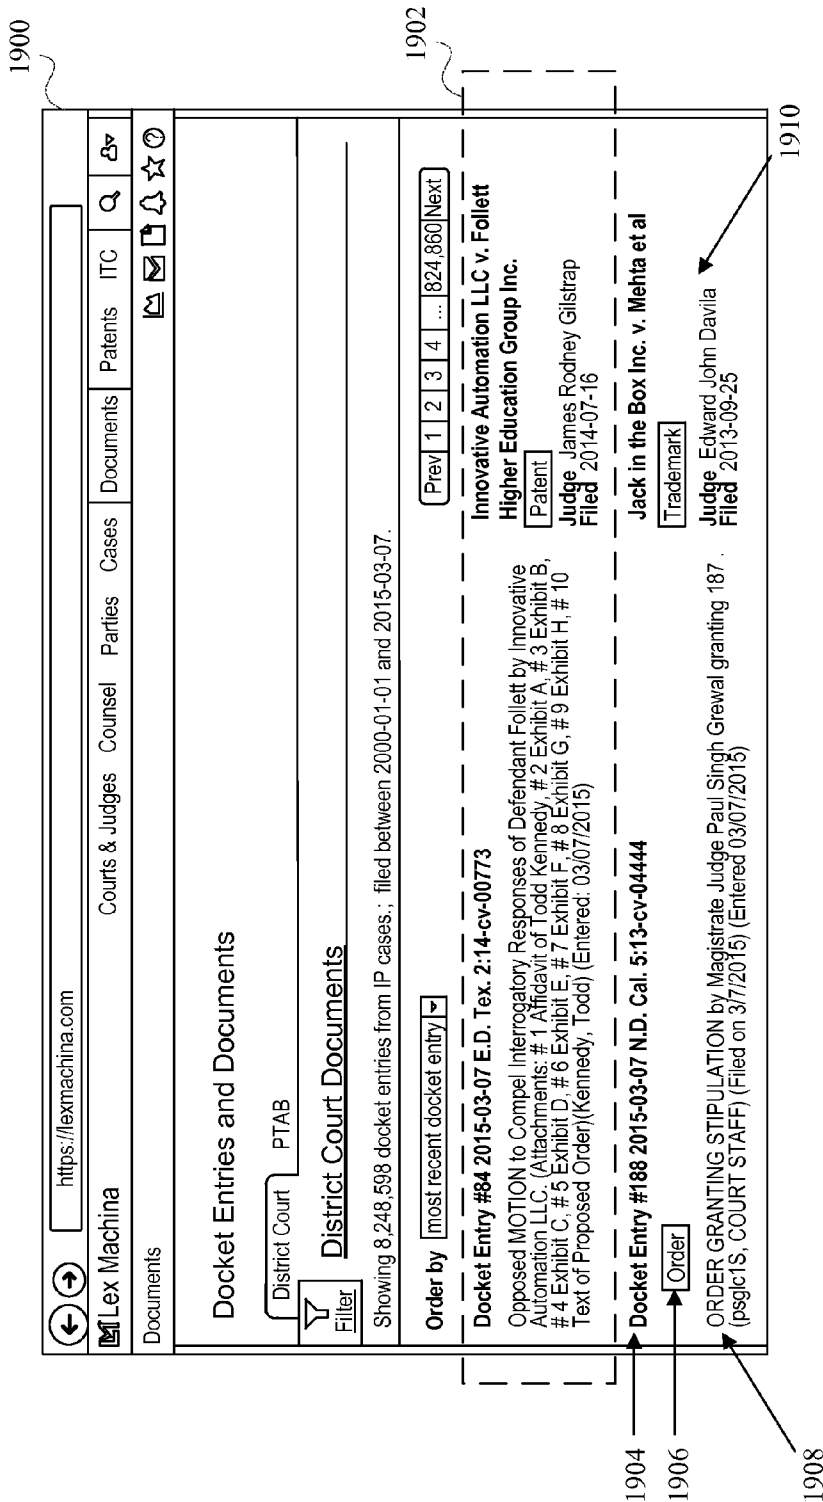 1900
https://lexmachina.com
Lex Machina Courts & Judges Counsel Parties Cases Documents Patents ITC
Documents
Docket Entries and Documents
District Court PTAB
Filter
District Court Documents
Showing 8,248,598 docket entries from IP cases.; filed between 2000-01-01 and 2015-03-07.
Order by most recent docket entry
Prev 1 2 3 4 ... 824,860 Next
1902
Docket Entry #84 2015-03-07 E.D. Tex. 2:14-cv-00773
Opposed MOTION to Compel Interrogatory Responses of Defendant Follett by Innovative
Automation LLC. (Attachments: # 1 Affidavit of Todd Kennedy, # 2 Exhibit A, # 3 Exhibit B,
# 4 Exhibit C, # 5 Exhibit D, # 6 Exhibit E, # 7 Exhibit F, # 8 Exhibit G, # 9 Exhibit H, # 10
Text of Proposed Order)(Kennedy, Todd) (Entered: 03/07/2015)
Innovative Automation LLC v. Follett
Higher Education Group Inc.
Patent
Judge James Rodney Gilstrap
Filed 2014-07-16
1904
Docket Entry #188 2015-03-07 N.D. Cal. 5:13-cv-04444
1906
Order
1908
ORDER GRANTING STIPULATION by Magistrate Judge Paul Singh Grewal granting 187 .
(psglc1S, COURT STAFF) (Filed on 3/7/2015) (Entered 03/07/2015)
Jack in the Box Inc. v. Mehta et al
Trademark
Judge Edward John Davila
Filed 2013-09-25
1910